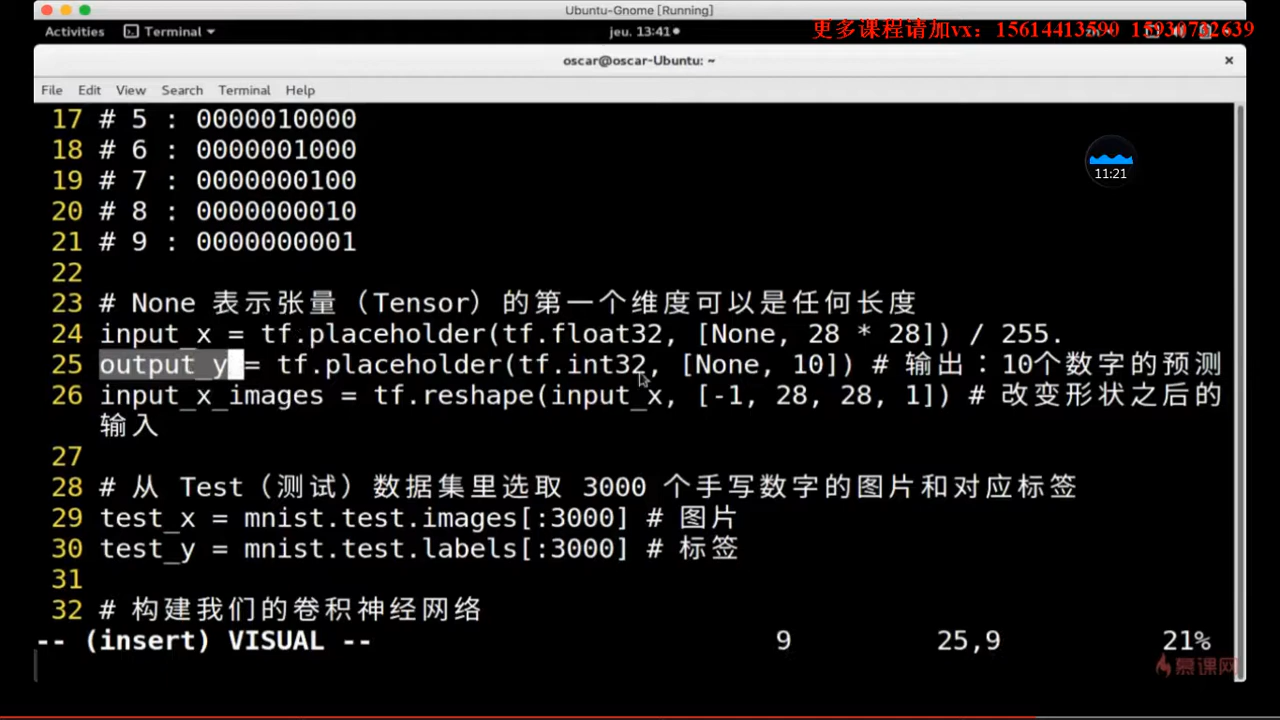 Ubuntu-Gnome [Running]
Activities Terminal jeu. 13:41
更多课程请加vx：15614413590
oscar@oscar-Ubuntu: ~ ×
File Edit View Search Terminal Help
17 # 5 : 0000010000
18 # 6 : 0000001000
19 # 7 : 0000000100
20 # 8 : 0000000010
21 # 9 : 0000000001
11:21
22
23 # None 表示张量（Tensor）的第一个维度可以是任何长度
24 input_x = tf.placeholder(tf.float32, [None, 28 * 28]) / 255.
25 output_y = tf.placeholder(tf.int32, [None, 10]) # 输出：10个数字的预测
26 input_x_images = tf.reshape(input_x, [-1, 28, 28, 1]) # 改变形状之后的
输入
27
28 # 从 Test（测试）数据集里选取 3000 个手写数字的图片和对应标签
29 test_x = mnist.test.images[:3000] # 图片
30 test_y = mnist.test.labels[:3000] # 标签
31
32 # 构建我们的卷积神经网络
-- (insert) VISUAL -- 9 25,9 21%
慕课网